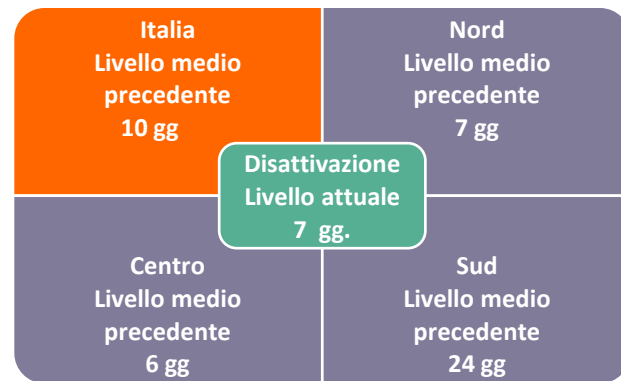 Italia
Livello medio
precedente
10 gg
Nord
Livello medio
precedente
7 gg
Disattivazione
Livello attuale
7 gg.
Centro
Livello medio
precedente
6 gg
Sud
Livello medio
precedente
24 gg